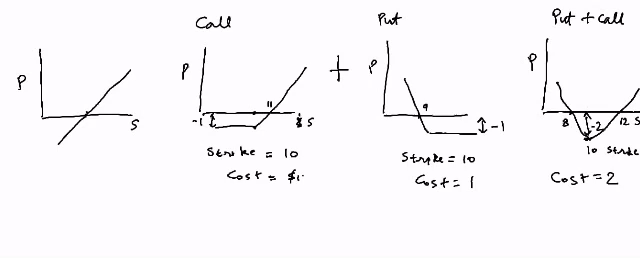 Call
Put
Put + call
P
S
P
-1
11
S
+
P
9
-1
P
8
-2
12 S
10 Strike
Strike = 10
Cost = $1
Strike = 10
Cost = 1
Cost = 2